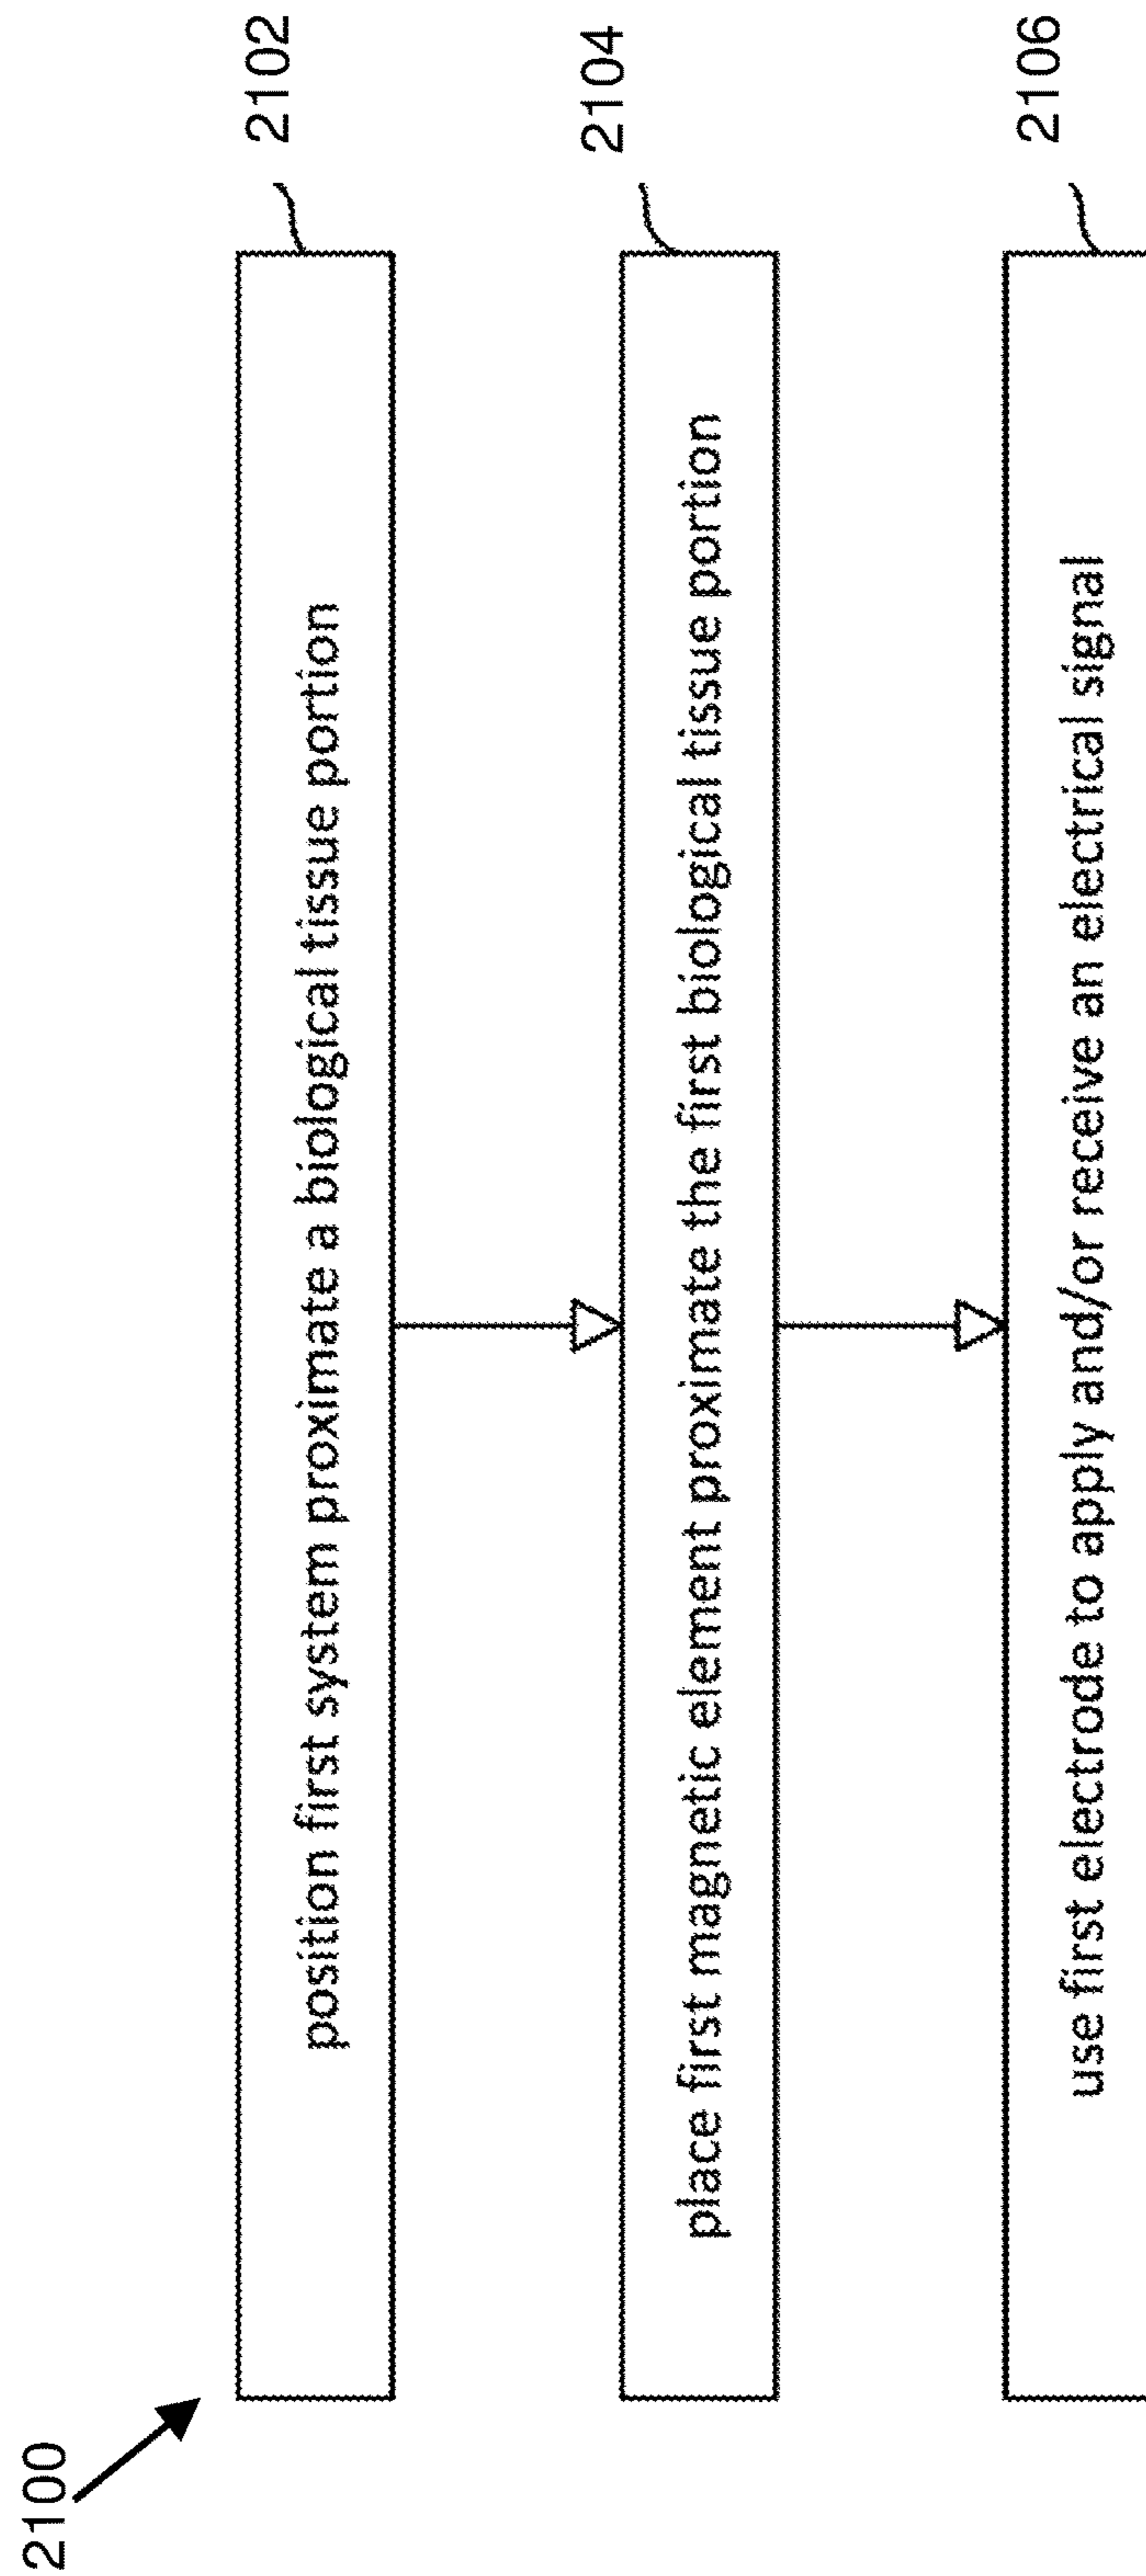 2100
position first system proximate a biological tissue portion
2102
place first magnetic element proximate the first biological tissue portion
2104
use first electrode to apply and/or receive an electrical signal
2106